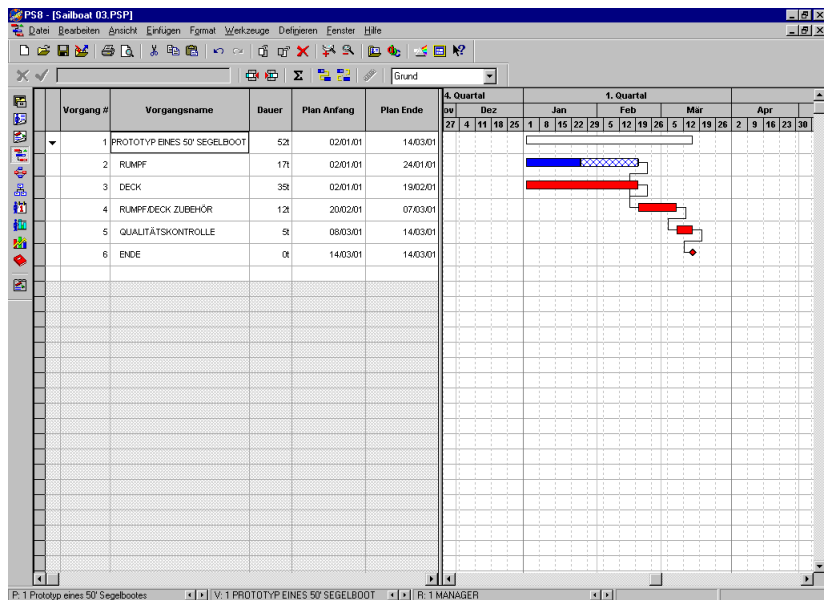 PS8 - [Sailboat 03.PSP]
Datei Bearbeiten Ansicht Einfügen Format Werkzeuge Definieren Fenster Hilfe
Grund
4. Quartal 1. Quartal
Vorgang # Vorgangsname Dauer Plan Anfang Plan Ende
ov Dez Jan Feb Mär Apr
27 4 11 18 25 1 8 15 22 29 5 12 19 26 5 12 19 26 2 9 16 23 30
1 PROTOTYP EINES 50' SEGELBOOT 52t 02/01/01 14/03/01
2 RUMPF 17t 02/01/01 24/01/01
3 DECK 35t 02/01/01 19/02/01
4 RUMPF/DECK ZUBEHÖR 12t 20/02/01 07/03/01
5 QUALITÄTSKONTROLLE 5t 08/03/01 14/03/01
6 ENDE 0t 14/03/01 14/03/01
P: 1 Prototyp eines 50' Segelbootes V: 1 PROTOTYP EINES 50' SEGELBOOT R: 1 MANAGER